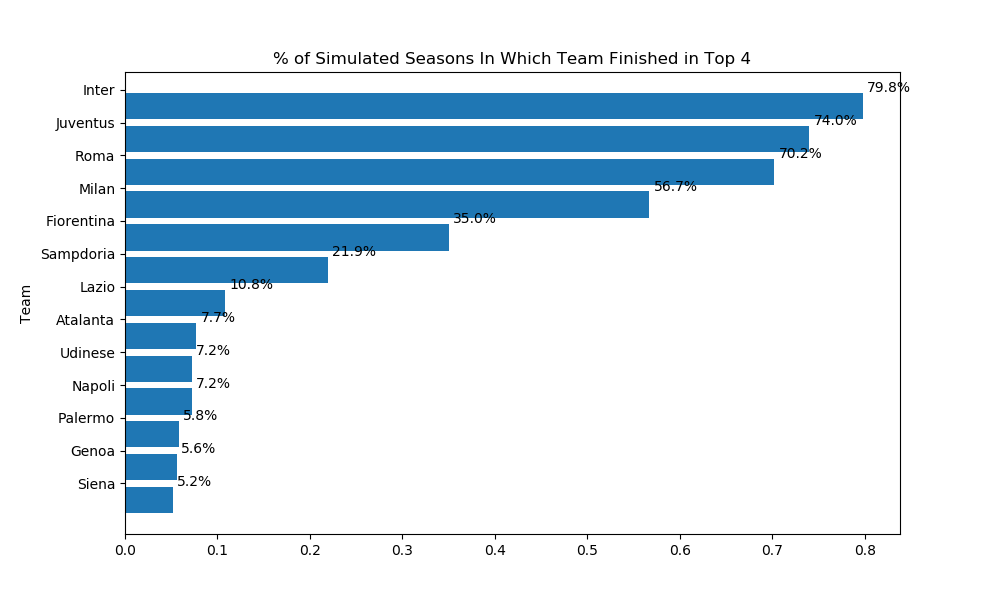 % of Simulated Seasons In Which Team Finished in Top 4
Team
Inter 79.8%
Juventus 74.0%
Roma 70.2%
Milan 56.7%
Fiorentina 35.0%
Sampdoria 21.9%
Lazio 10.8%
Atalanta 7.7%
Udinese 7.2%
Napoli 7.2%
Palermo 5.8%
Genoa 5.6%
Siena 5.2%
0.0 0.1 0.2 0.3 0.4 0.5 0.6 0.7 0.8